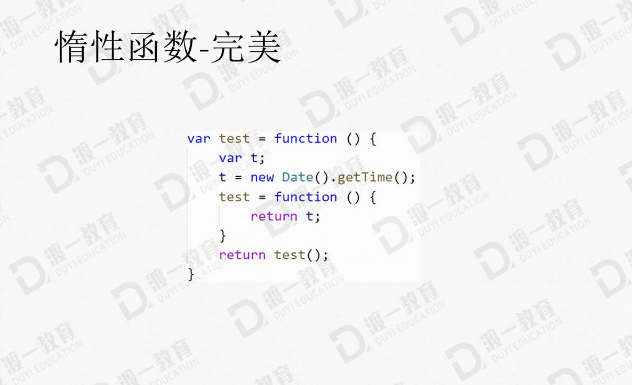 惰性函数-完美
var test = function () {
    var t;
    t = new Date().getTime();
    test = function () {
        return t;
    }
    return test();
}
渡一教育
DUYI EDUCATION